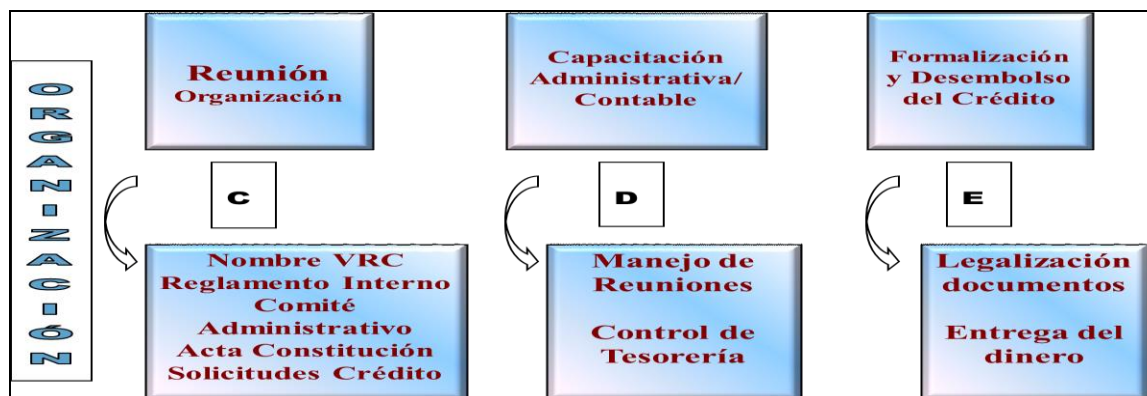 ORGANIZACIÓN
Reunión
Organización
C
Nombre VRC
Reglamento Interno
Comité
Administrativo
Acta Constitución
Solicitudes Crédito
Capacitación
Administrativa/
Contable
D
Manejo de
Reuniones
Control de
Tesorería
Formalización
y Desembolso
del Crédito
E
Legalización
documentos
Entrega del
dinero